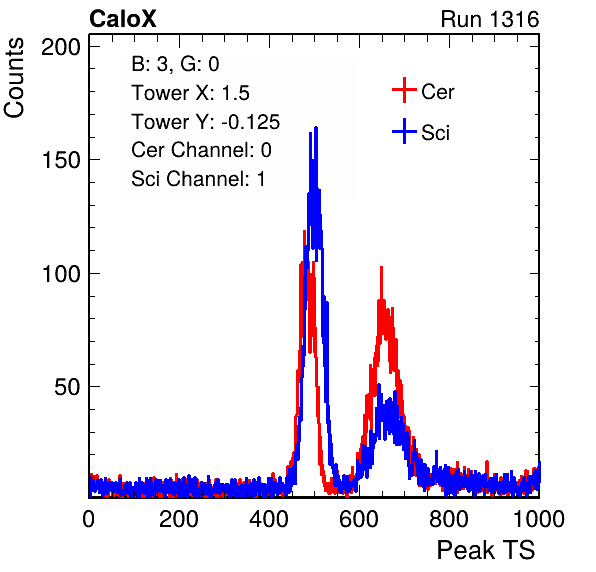 CaloX Run 1316
Counts
200
150
100
50
B: 3, G: 0
Tower X: 1.5
Tower Y: -0.125
Cer Channel: 0
Sci Channel: 1
Cer
Sci
0 200 400 600 800 1000
Peak TS